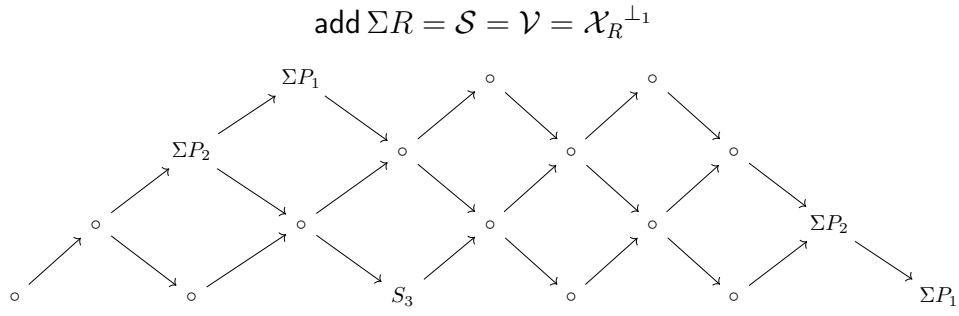 add ΣR = 𝒮 = 𝒱 = 𝒳_R^{⊥_1}
ΣP_1
ΣP_2
ΣP_2
S_3
ΣP_1